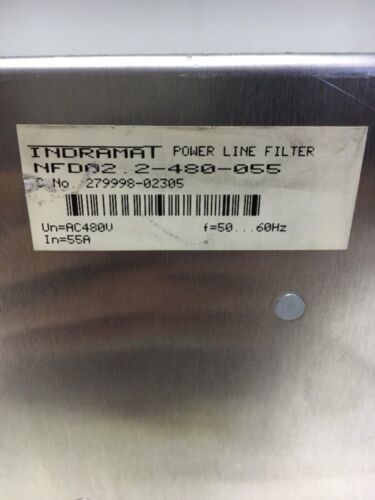 INDRAMAT POWER LINE FILTER
NFD02.2-480-055
S No. 279998-02305
Un=AC480V f=50...60Hz
In=55A